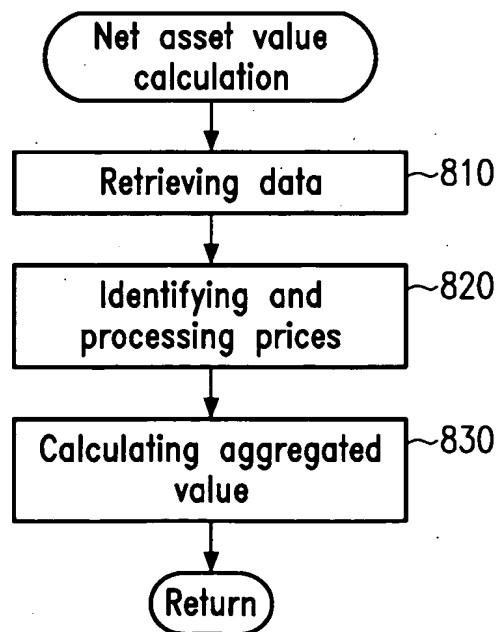 Net asset value
calculation
Retrieving data
810
Identifying and
processing prices
820
Calculating aggregated
value
830
Return